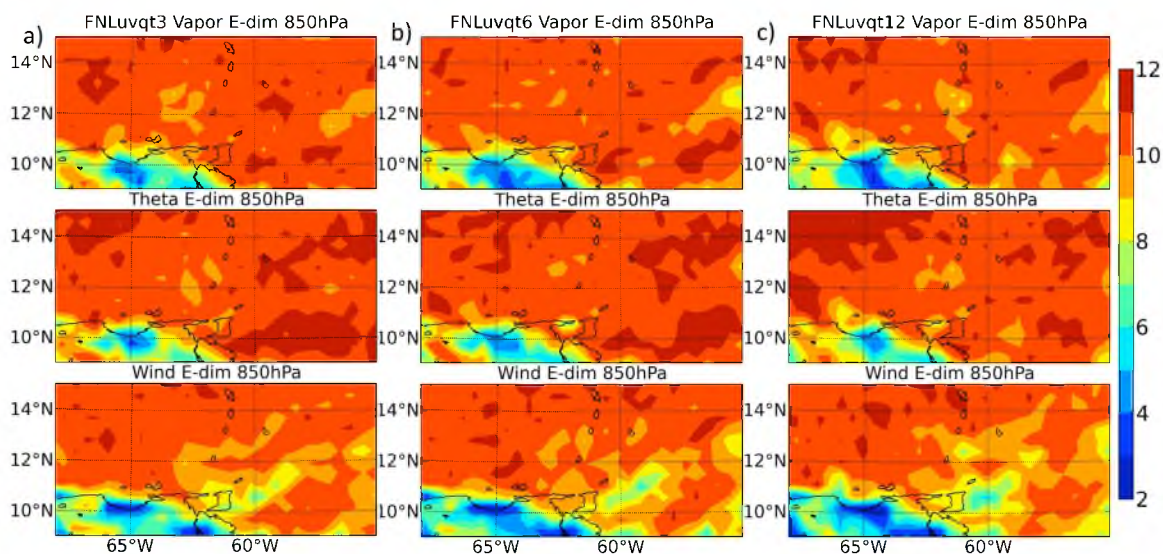 a) FNLuvqt3 Vapor E-dim 850hPa
b) FNLuvqt6 Vapor E-dim 850hPa
c) FNLuvqt12 Vapor E-dim 850hPa
14°N
12°N
10°N
14°N
12°N
10°N
14°N
12°N
10°N
Theta E-dim 850hPa
Theta E-dim 850hPa
Theta E-dim 850hPa
14°N
12°N
10°N
14°N
12°N
10°N
14°N
12°N
10°N
Wind E-dim 850hPa
Wind E-dim 850hPa
Wind E-dim 850hPa
14°N
12°N
10°N
14°N
12°N
10°N
14°N
12°N
10°N
65°W
60°W
65°W
60°W
65°W
60°W
12
10
8
6
4
2